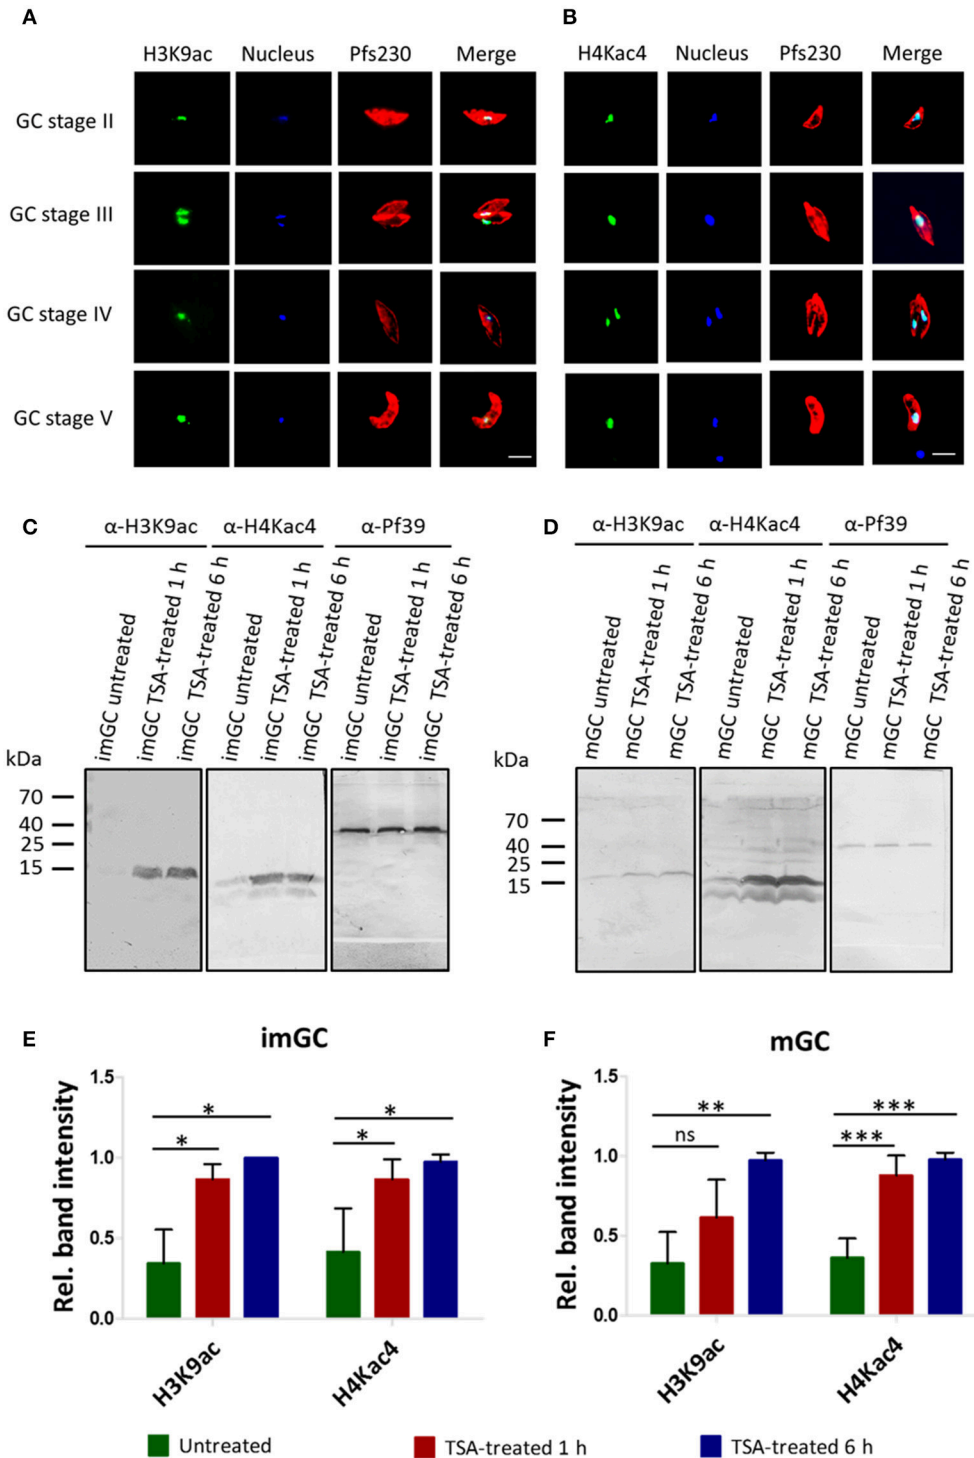 A
H3K9ac Nucleus Pfs230 Merge
GC stage II
GC stage III
GC stage IV
GC stage V
B
H4Kac4 Nucleus Pfs230 Merge
C
α-H3K9ac α-H4Kac4 α-Pf39
imGC untreated
imGC TSA-treated 1 h
imGC TSA-treated 6 h
imGC untreated
imGC TSA-treated 1 h
imGC TSA-treated 6 h
imGC untreated
imGC TSA-treated 1 h
imGC TSA-treated 6 h
kDa
70
40
25
15
D
α-H3K9ac α-H4Kac4 α-Pf39
mGC untreated
mGC TSA-treated 1 h
mGC TSA-treated 6 h
mGC untreated
mGC TSA-treated 1 h
mGC TSA-treated 6 h
mGC untreated
mGC TSA-treated 1 h
mGC TSA-treated 6 h
kDa
70
40
25
15
E
imGC
Rel. band intensity
1.5
1.0
0.5
0.0
*
*
*
*
H3K9ac
H4Kac4
F
mGC
Rel. band intensity
1.5
1.0
0.5
0.0
**
ns
***
***
H3K9ac
H4Kac4
Untreated TSA-treated 1 h TSA-treated 6 h